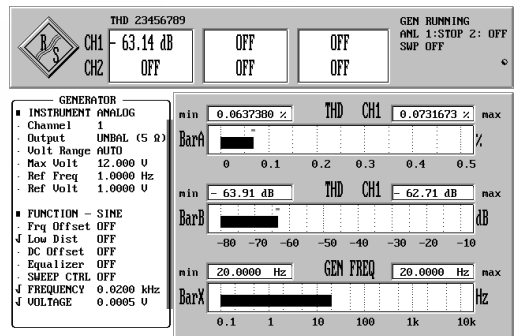 THD 23456789
R S
CH1 - 63.14 dB
OFF
OFF
CH2 OFF
OFF
OFF
GEN RUNNING
ANL 1:STOP 2: OFF
SWP OFF
GENERATOR
INSTRUMENT ANALOG
Channel 1
Output UNBAL (5 Ω)
Volt Range AUTO
Max Volt 12.000 V
Ref Freq 1.0000 Hz
Ref Volt 1.0000 V
FUNCTION – SINE
Frq Offset OFF
Low Dist OFF
DC Offset OFF
Equalizer OFF
SWEEP CTRL OFF
FREQUENCY 0.0200 kHz
VOLTAGE 0.0005 V
min 0.0637380 % THD CH1 0.0731673 % max
BarA %
0 0.1 0.2 0.3 0.4 0.5
min - 63.91 dB THD CH1 - 62.71 dB max
BarB dB
-80 -70 -60 -50 -40 -30 -20 -10
min 20.0000 Hz GEN FREQ 20.0000 Hz max
BarX Hz
0.1 1 10 100 1k 10k